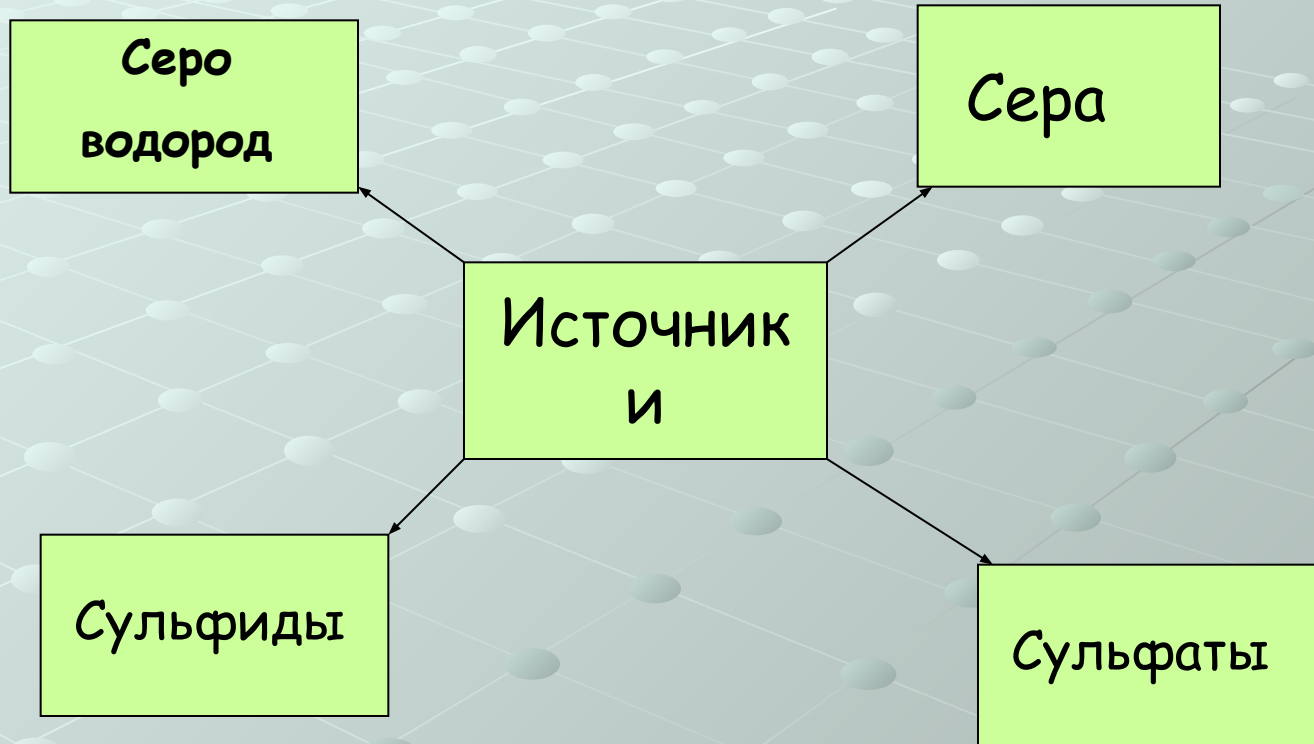 Серо
водород
Сера
Источник
и
Сульфиды
Сульфаты